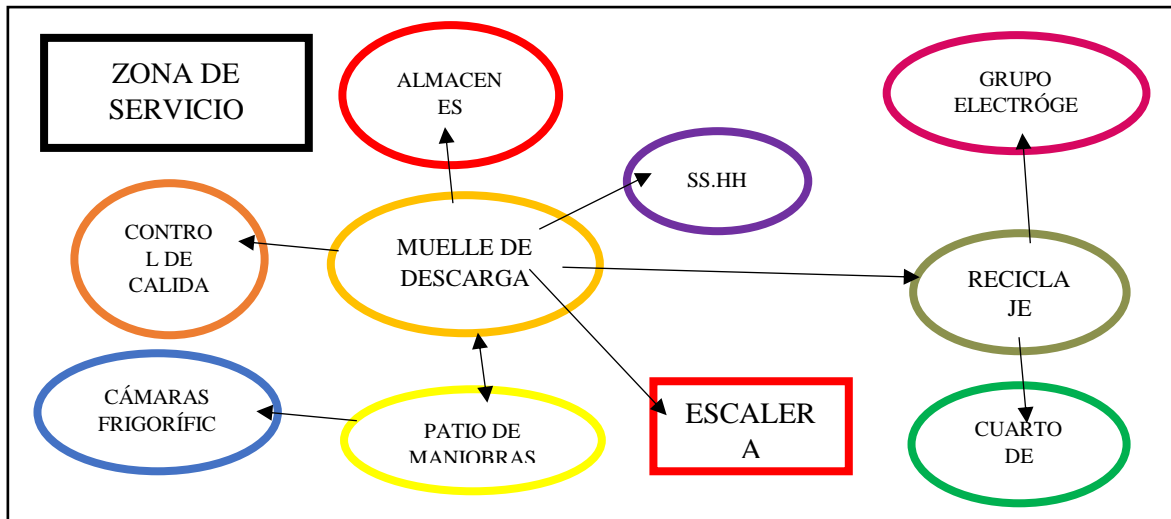 ZONA DE
SERVICIO
ALMACEN
ES
GRUPO
ELECTRÓGE
SS.HH
CONTRO
L DE
CALIDA
MUELLE DE
DESCARGA
RECICLA
JE
CÁMARAS
FRIGORÍFIC
PATIO DE
MANIOBRAS
ESCALER
A
CUARTO
DE